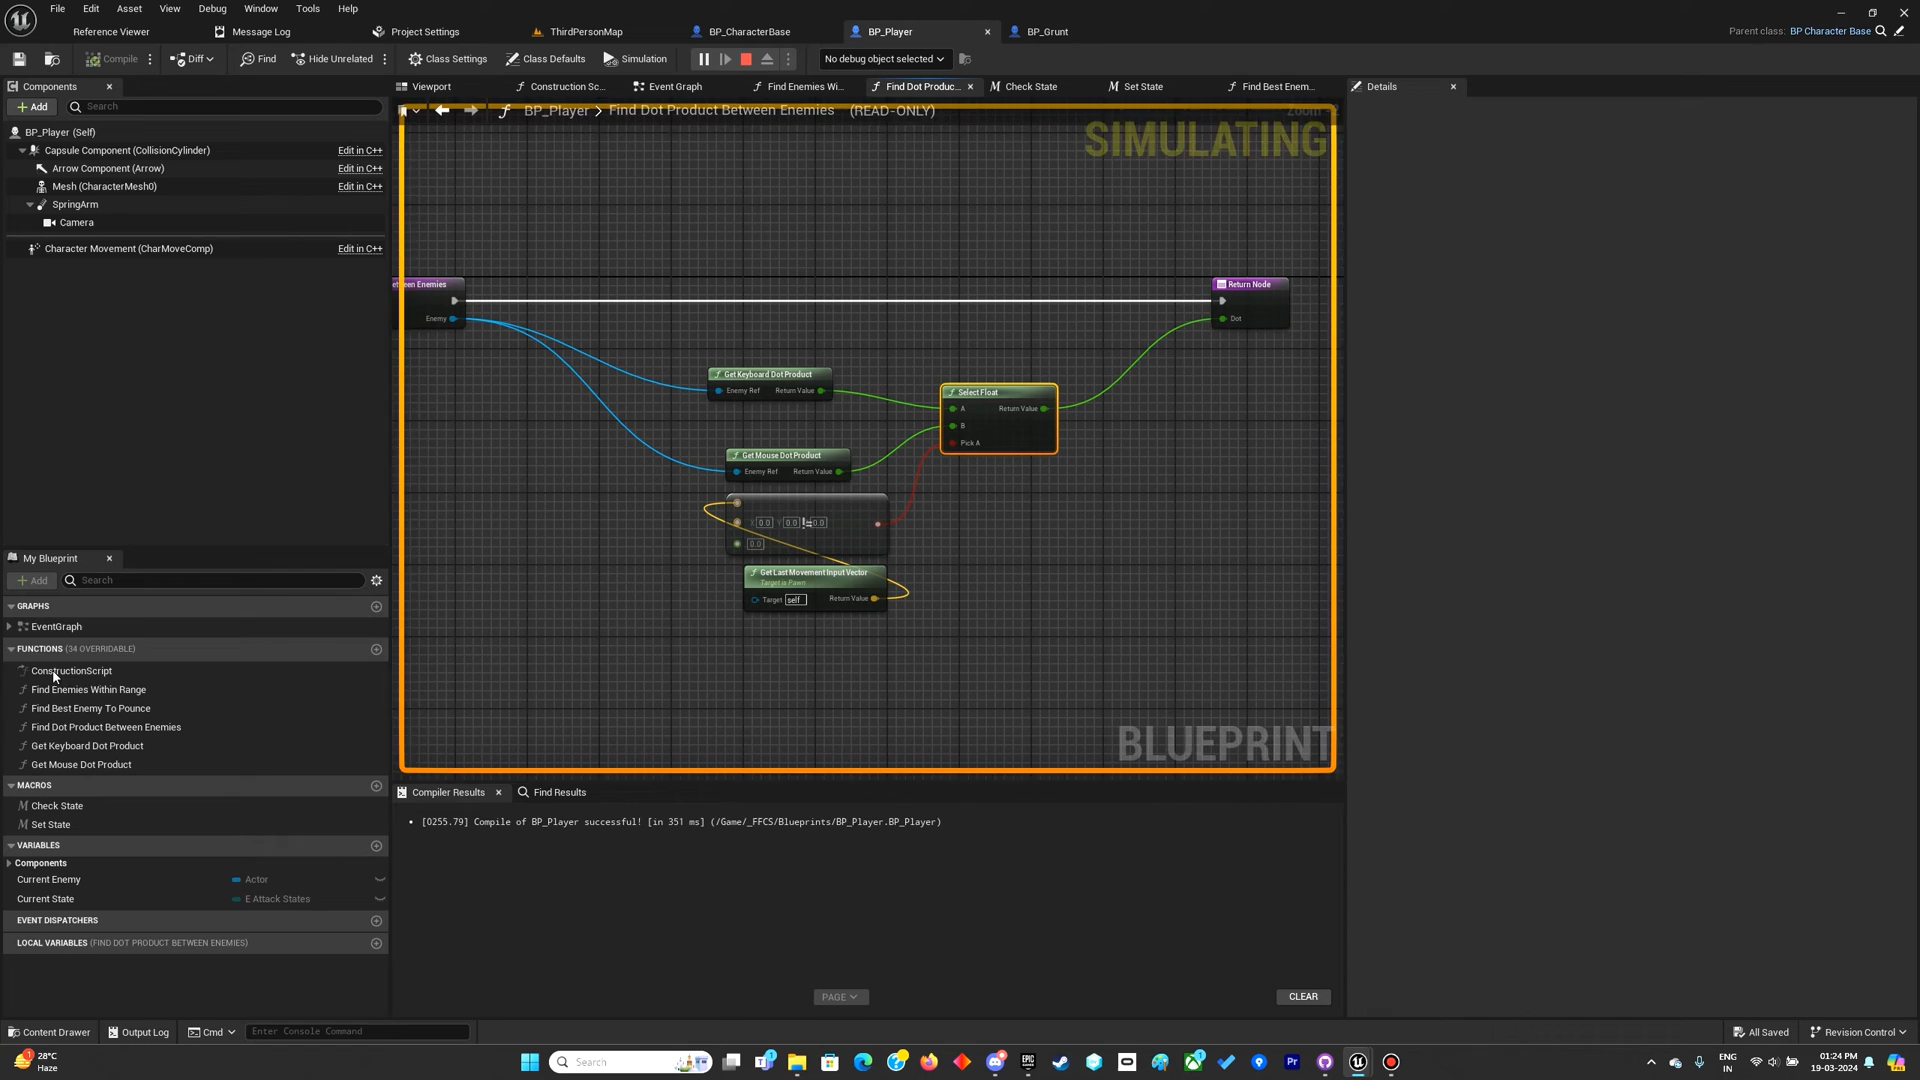 File Edit Asset View Debug Window Tools Help
Reference Viewer Message Log Project Settings ThirdPersonMap BP_CharacterBase BP_Player BP_Grunt Parent class: BP Character Base
Compile Diff Find Hide Unrelated Class Settings Class Defaults Simulation No debug object selected
Components
Viewport Construction Sc... Event Graph Find Enemies Wi... Find Dot Produc... Check State Set State Find Best Enem... Details
+ Add Search
BP_Player > Find Dot Product Between Enemies (READ-ONLY)
SIMULATING
BP_Player (Self)
Capsule Component (CollisionCylinder) Edit in C++
Arrow Component (Arrow) Edit in C++
Mesh (CharacterMesh0) Edit in C++
SpringArm
Camera
Character Movement (CharMoveComp) Edit in C++
etween Enemies
Enemy
Return Node
Dot
Get Keyboard Dot Product
Enemy Ref Return Value
Select Float
A Return Value
B
Pick A
Get Mouse Dot Product
Enemy Ref Return Value
X 0.0 Y 0.0 != 0.0
0.0
Get Last Movement Input Vector
Target is Pawn
Target self Return Value
BLUEPRINT
My Blueprint
+ Add Search
GRAPHS
EventGraph
FUNCTIONS (34 OVERRIDABLE)
ConstructionScript
Find Enemies Within Range
Find Best Enemy To Pounce
Find Dot Product Between Enemies
Get Keyboard Dot Product
Get Mouse Dot Product
MACROS
Check State
Set State
VARIABLES
Components
Current Enemy Actor
Current State E Attack States
EVENT DISPATCHERS
LOCAL VARIABLES (FIND DOT PRODUCT BETWEEN ENEMIES)
Compiler Results Find Results
[0255.79] Compile of BP_Player successful! [in 351 ms] (/Game/_FFCS/Blueprints/BP_Player.BP_Player)
PAGE CLEAR
Content Drawer Output Log Cmd Enter Console Command All Saved Revision Control
28°C
Haze
Search
ENG
IN
01:24 PM
19-03-2024